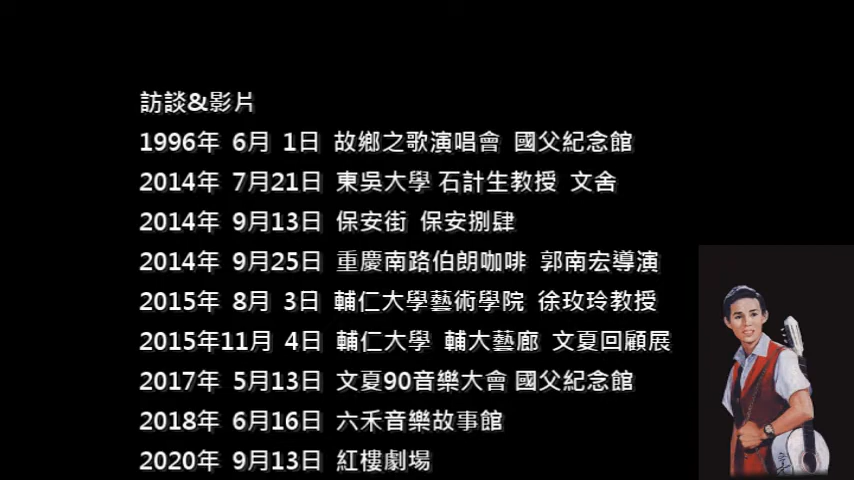 訪談&影片
1996年 6月 1日 故鄉之歌演唱會 國父紀念館
2014年 7月21日 東吳大學 石計生教授 文舍
2014年 9月13日 保安街 保安捌肆
2014年 9月25日 重慶南路伯朗咖啡 郭南宏導演
2015年 8月 3日 輔仁大學藝術學院 徐玫玲教授
2015年11月 4日 輔仁大學 輔大藝廊 文夏回顧展
2017年 5月13日 文夏90音樂大會 國父紀念館
2018年 6月16日 六禾音樂故事館
2020年 9月13日 紅樓劇場